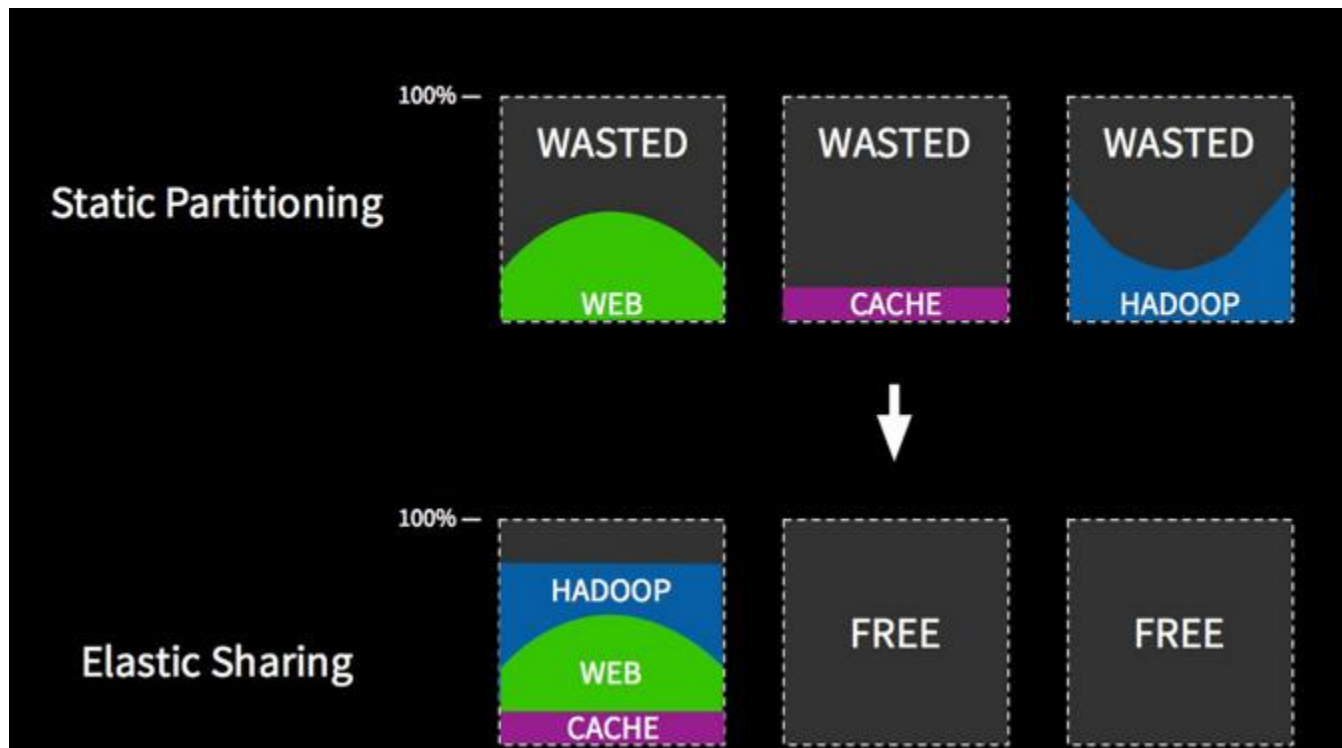 100%
WASTED
WASTED
WASTED
Static Partitioning
WEB
CACHE
HADOOP
100%
HADOOP
FREE
FREE
Elastic Sharing
WEB
CACHE